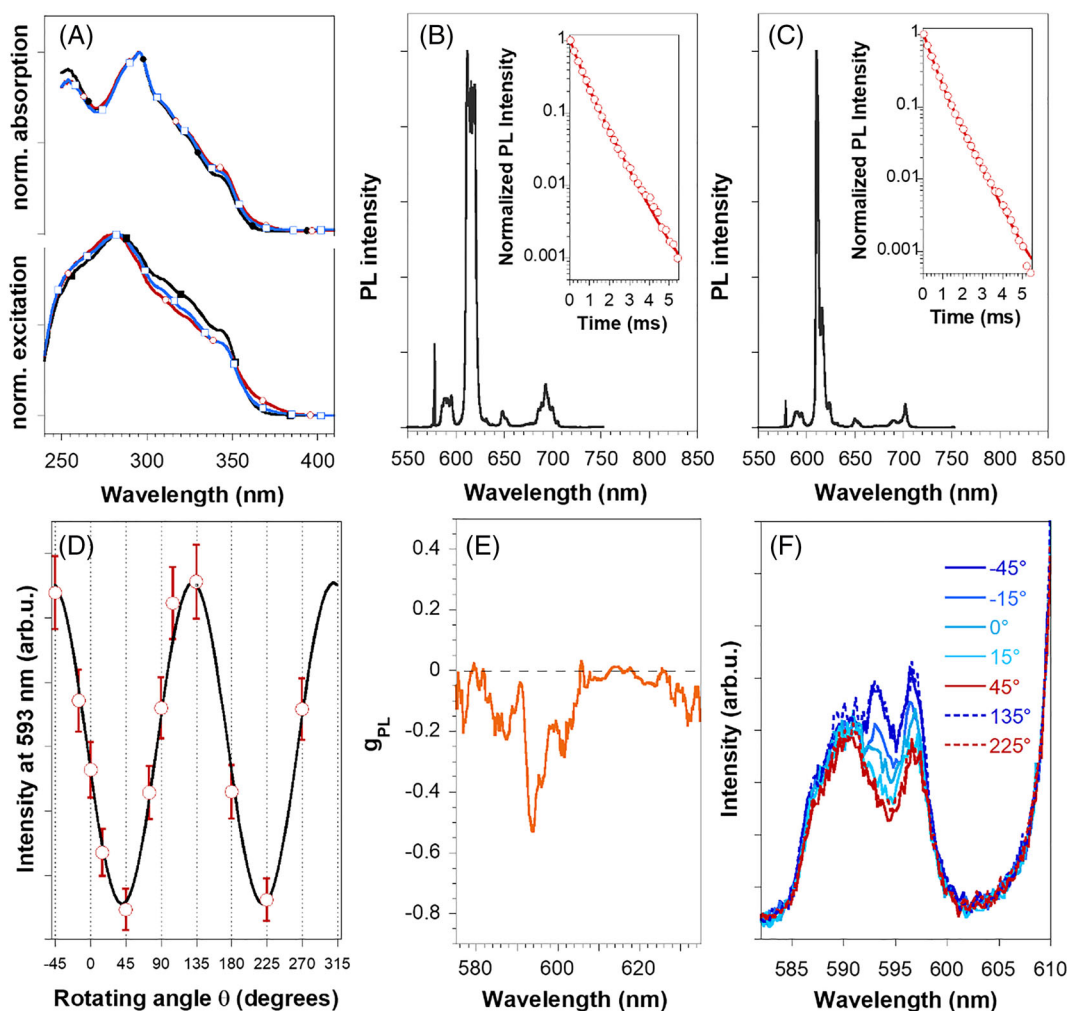 (A)
norm. absorption
norm. excitation
250 300 350 400
Wavelength (nm)
(B)
PL intensity
1
0.1
0.01
0.001
Normalized PL Intensity
0 1 2 3 4 5
Time (ms)
550 600 650 700 750 800 850
Wavelength (nm)
(C)
PL intensity
1
0.1
0.01
0.001
Normalized PL Intensity
0 1 2 3 4 5
Time (ms)
550 600 650 700 750 800 850
Wavelength (nm)
(D)
Intensity at 593 nm (arb.u.)
-45 0 45 90 135 180 225 270 315
Rotating angle θ (degrees)
(E)
gPL
0.4
0.2
0
-0.2
-0.4
-0.6
-0.8
580 600 620
Wavelength (nm)
(F)
Intensity (arb.u.)
-45°
-15°
0°
15°
45°
135°
225°
585 590 595 600 605 610
Wavelength (nm)